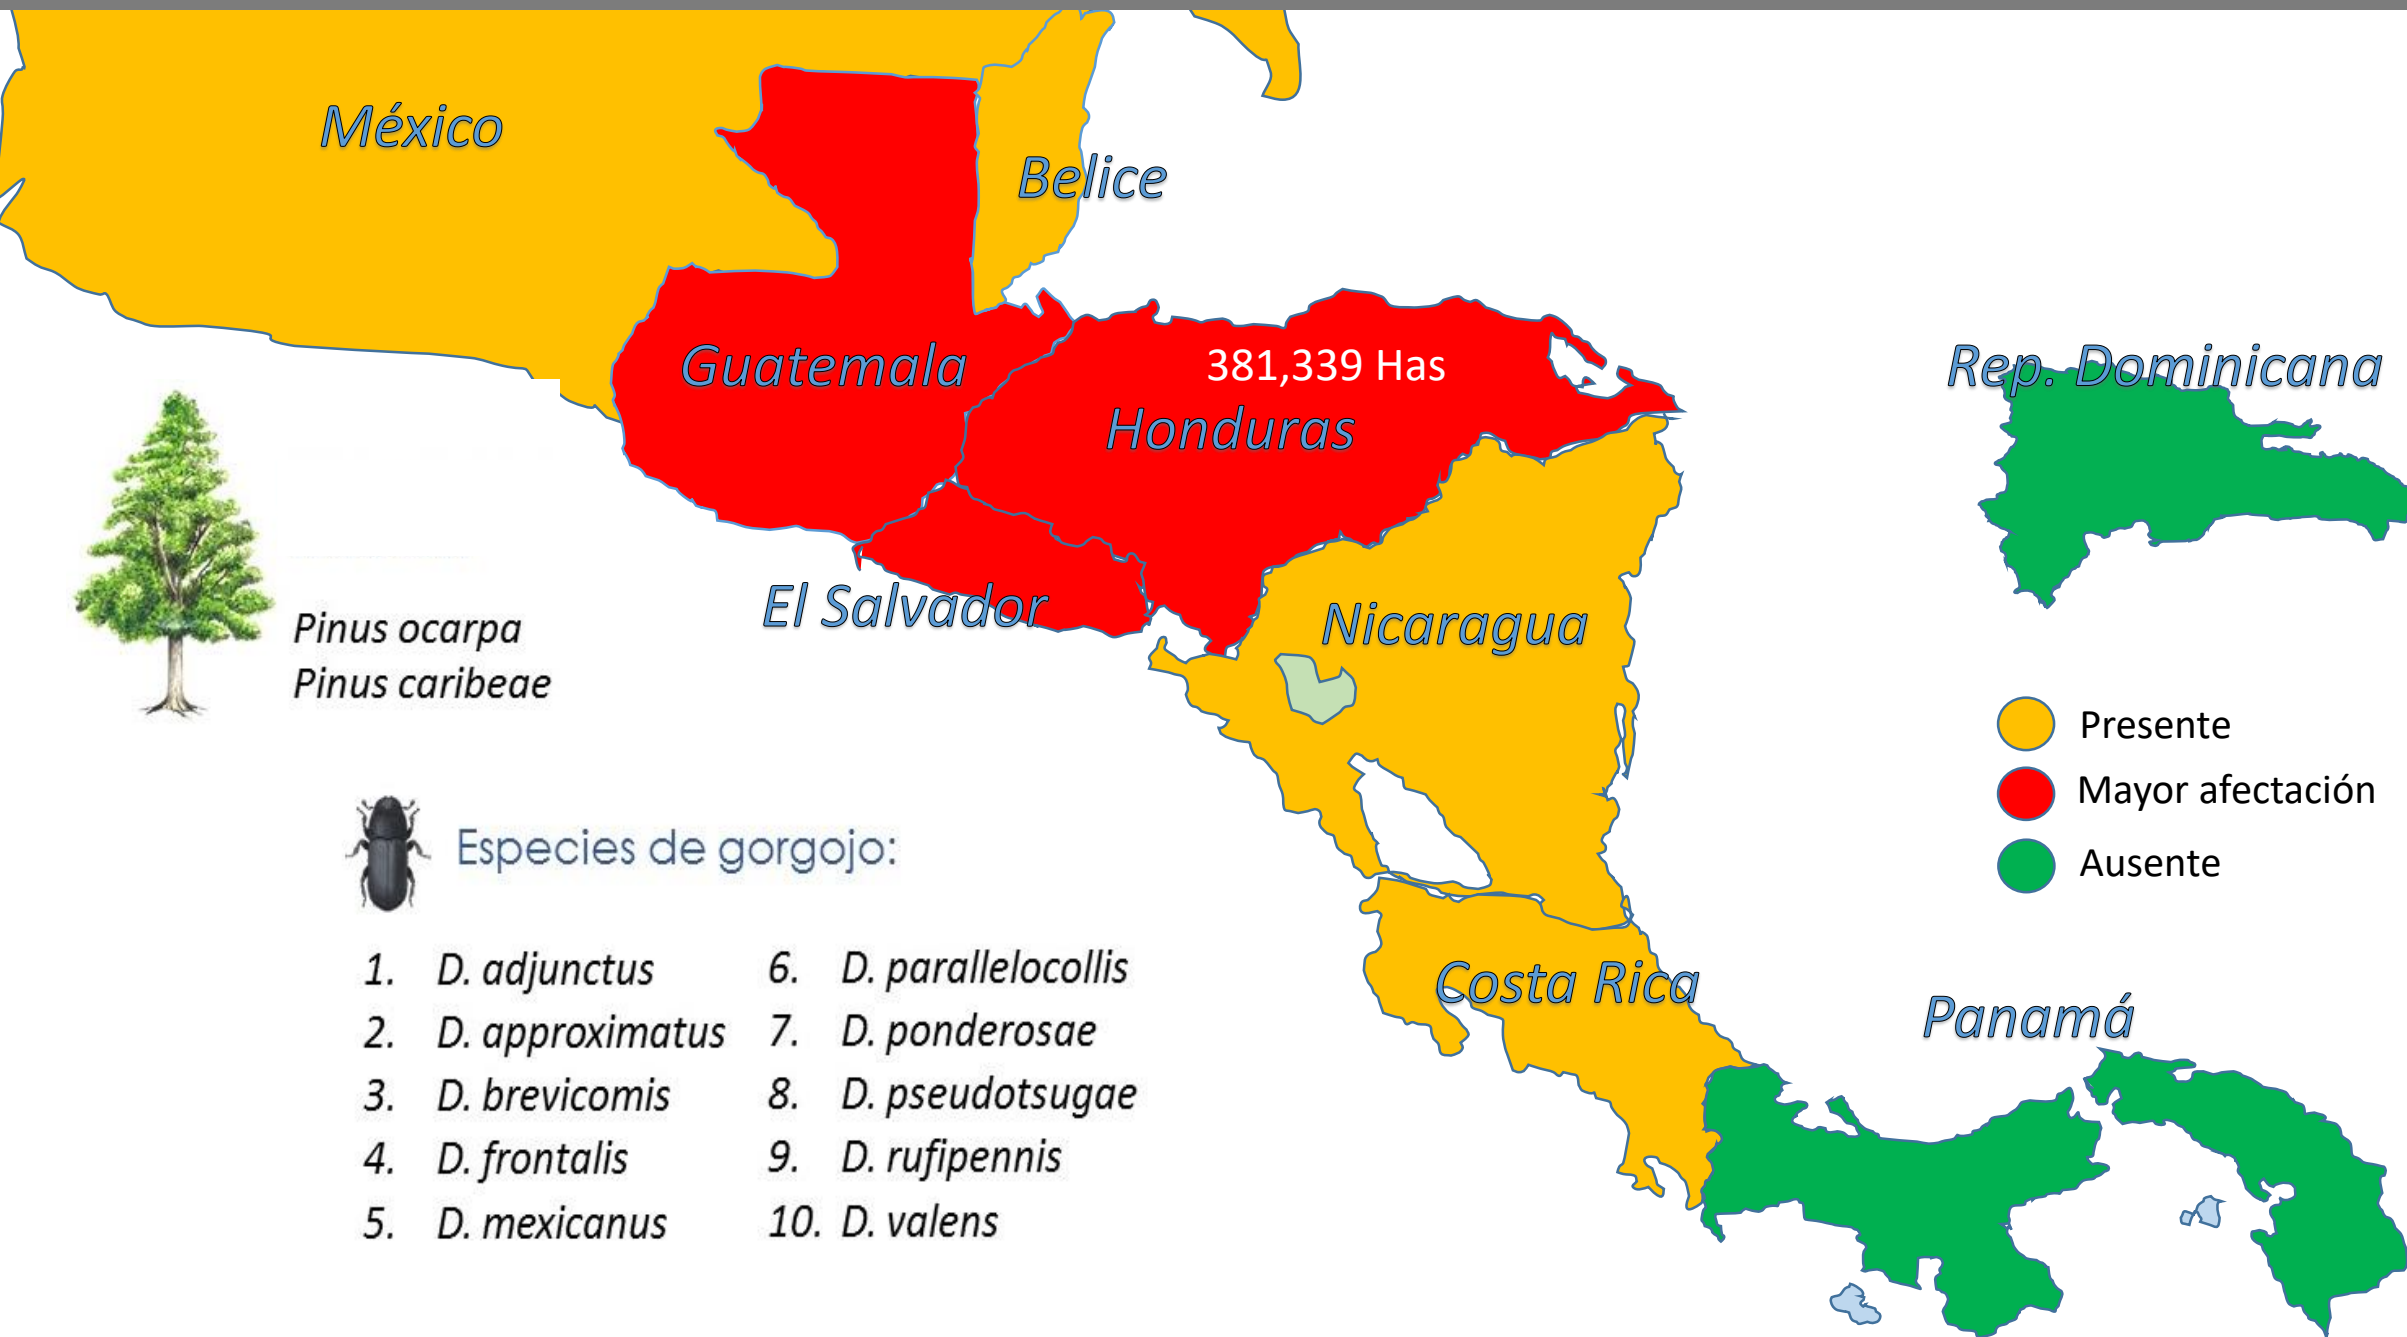 México
Belice
Guatemala
381,339 Has
Honduras
Rep. Dominicana
El Salvador
Nicaragua
Pinus ocarpa
Pinus caribeae
Presente
Mayor afectación
Ausente
Especies de gorgojo:
1. D. adjunctus
2. D. approximatus
3. D. brevicomis
4. D. frontalis
5. D. mexicanus
6. D. parallelocollis
7. D. ponderosae
8. D. pseudotsugae
9. D. rufipennis
10. D. valens
Costa Rica
Panamá